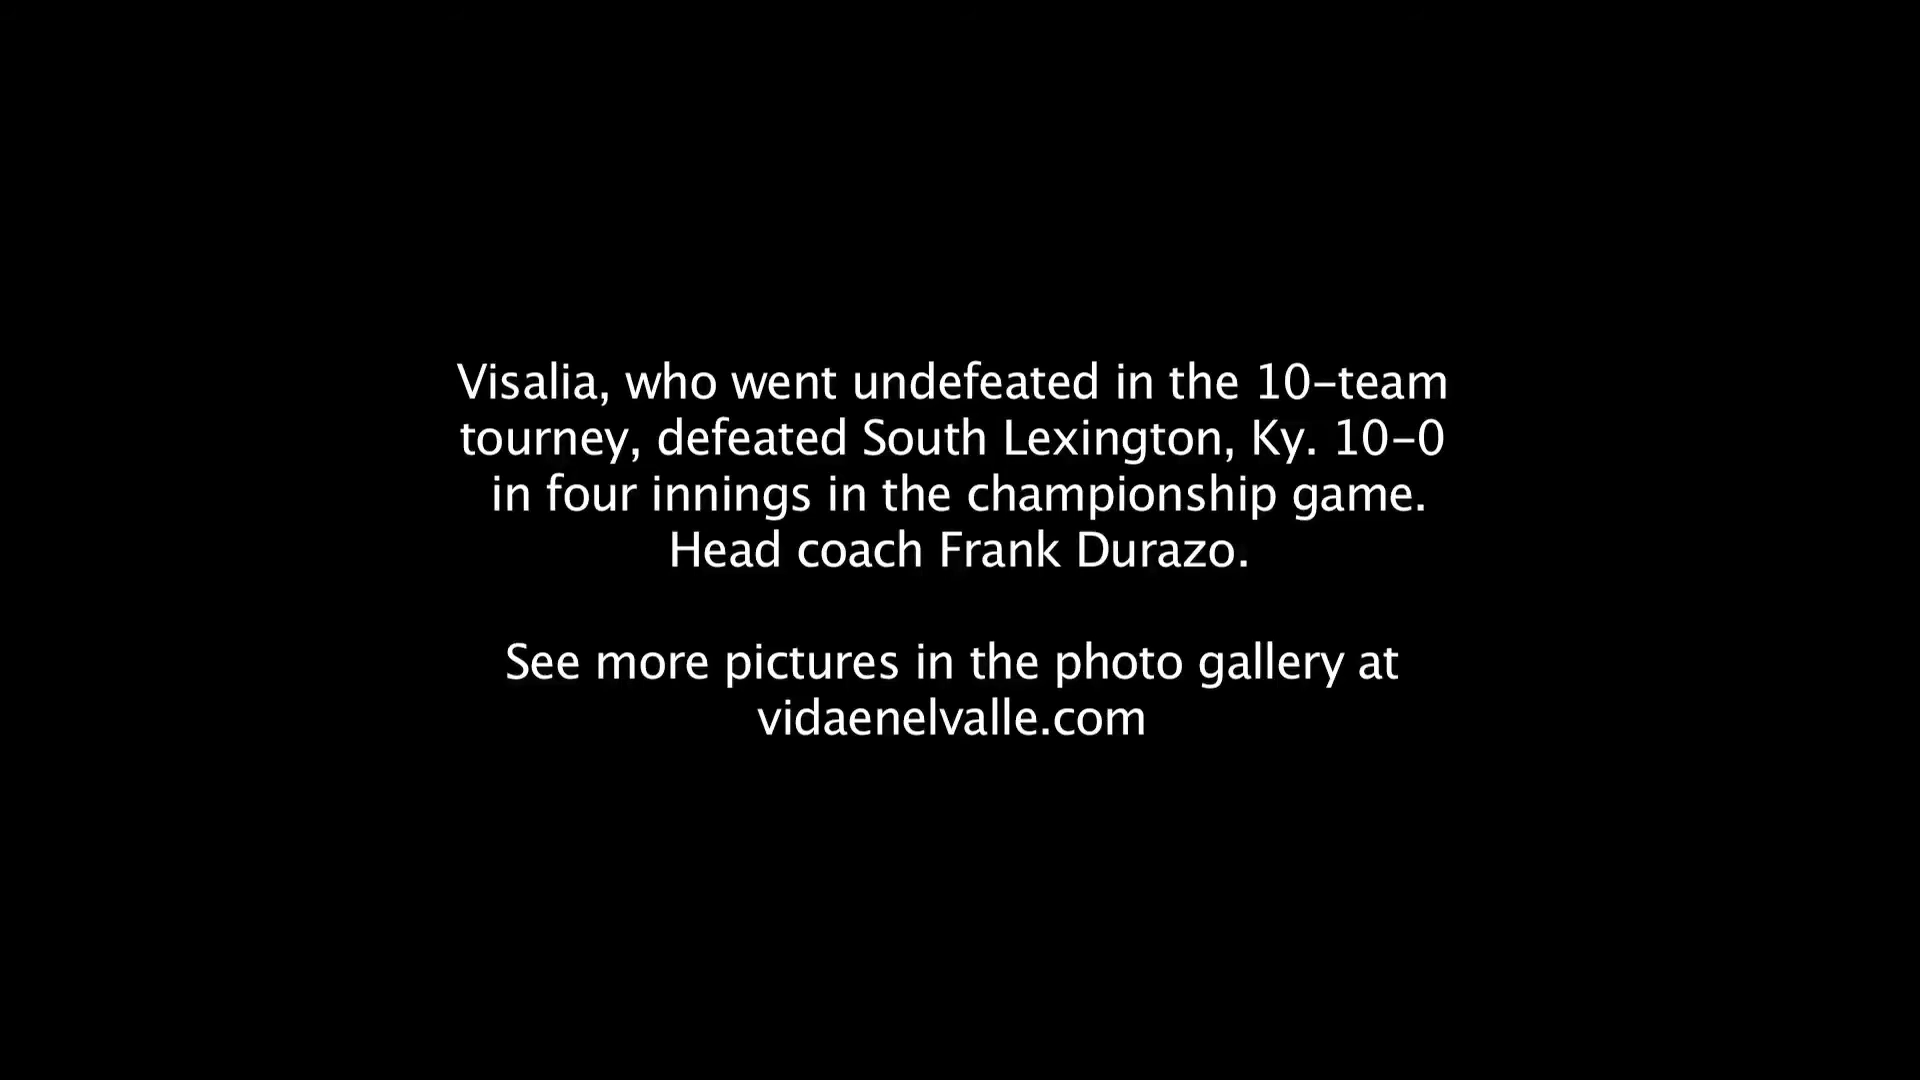 Visalia, who went undefeated in the 10-team
tourney, defeated South Lexington, Ky. 10-0
in four innings in the championship game.
Head coach Frank Durazo.
See more pictures in the photo gallery at
vidaenelvalle.com